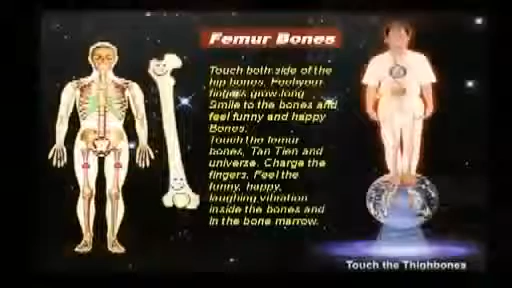 Femur Bones
Touch both side of the
hip bones. Feel your
fingers grow long
Smile to the bones and
feel funny and happy
Bones.
Touch the femur
bones, Tan Tien and
universe. Charge the
fingers. Feel the
funny, happy,
laughing vibration
inside the bones and
in the bone marrow.
Touch the Thighbones